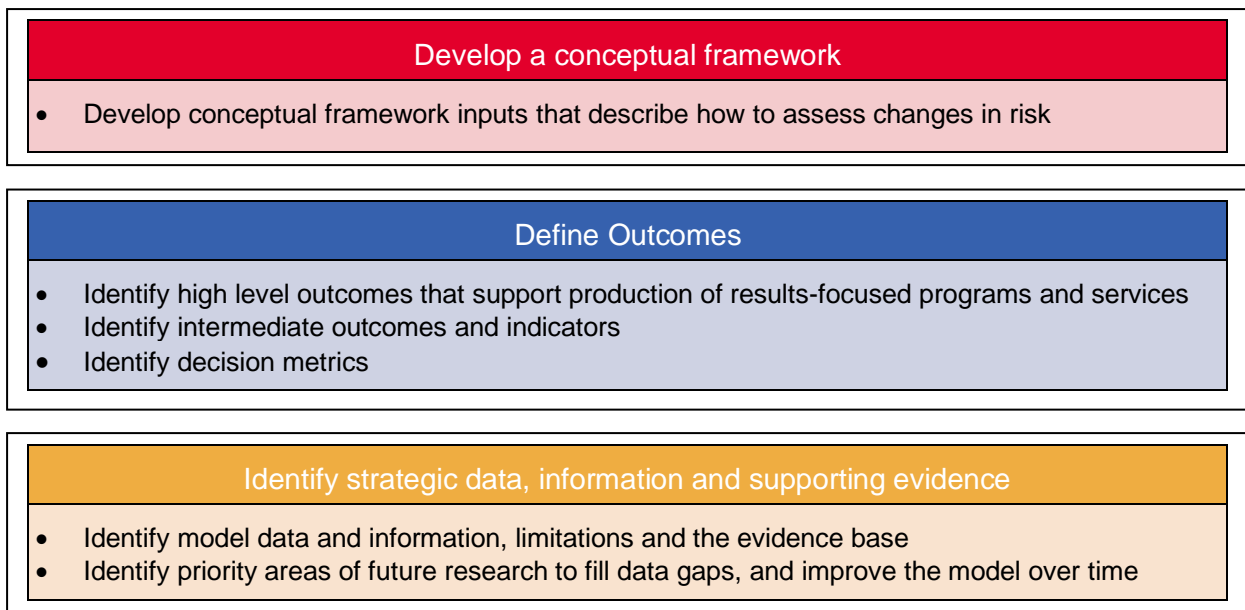 Develop a conceptual framework
• Develop conceptual framework inputs that describe how to assess changes in risk
Define Outcomes
• Identify high level outcomes that support production of results-focused programs and services
• Identify intermediate outcomes and indicators
• Identify decision metrics
Identify strategic data, information and supporting evidence
• Identify model data and information, limitations and the evidence base
• Identify priority areas of future research to fill data gaps, and improve the model over time